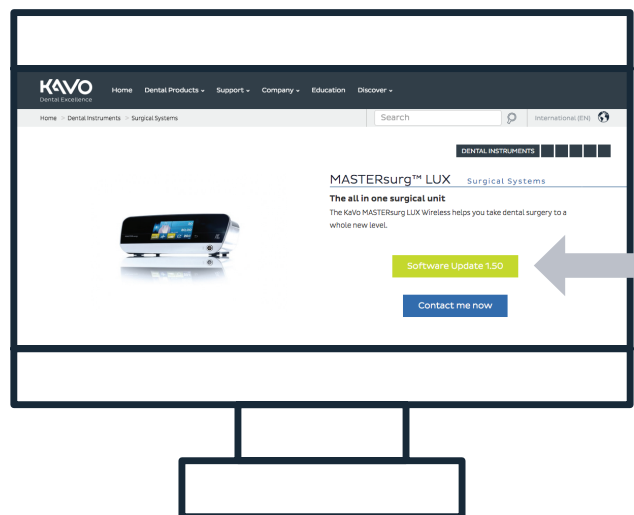 KAVO
Dental Excellence
Home Dental Products Support Company Education Discover
Home > Dental Instruments > Surgical Systems
Search
International (EN)
DENTAL INSTRUMENTS
MASTERsurg™ LUX Surgical Systems
The all in one surgical unit
The KaVo MASTERsurg LUX Wireless helps you take dental surgery to a
whole new level.
Software Update 1.50
Contact me now